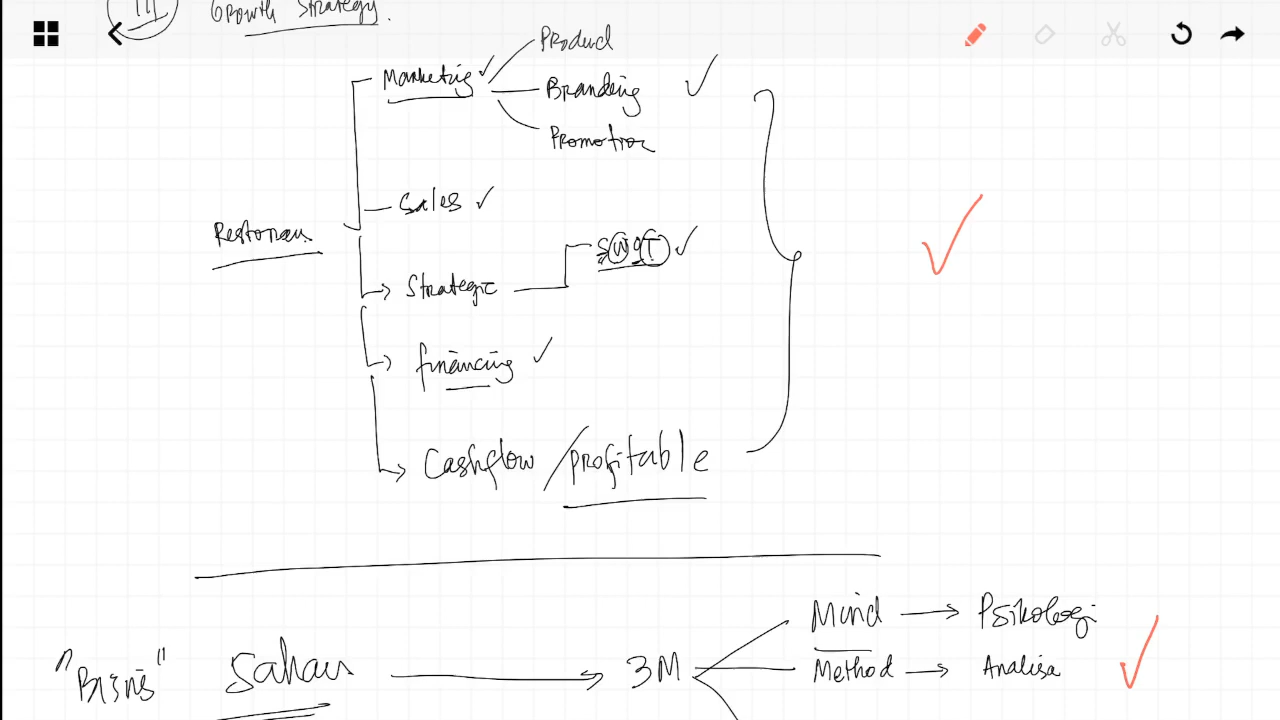 III Growth Strategy
Product
Marketing
Branding
Promotion
Sales
Restoran
SWOT
Strategic
financing
Cashflow / profitable
Mind → Psikologi
"Bisnis" Saham → 3M
Method → Analisa